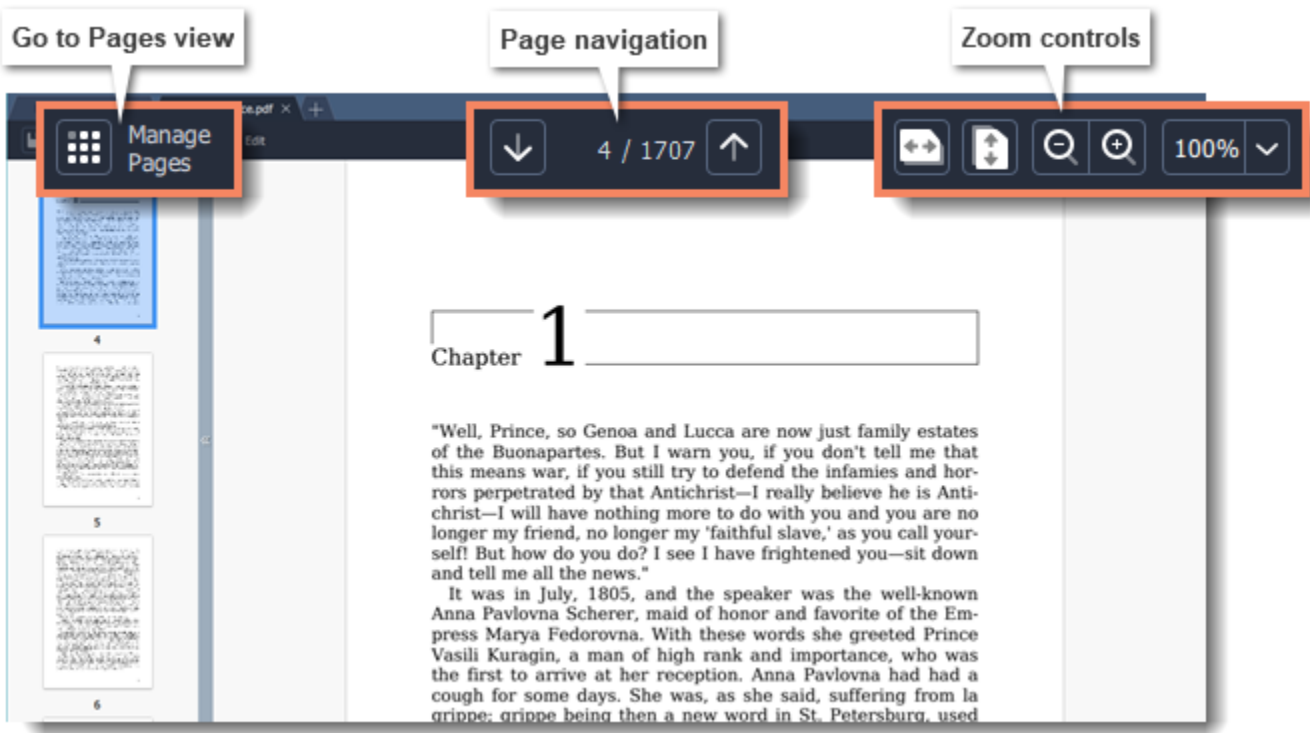 Go to Pages view
Page navigation
Zoom controls
ce.pdf
Manage
Pages
Edit
4 / 1707
100%
4
5
6
Chapter 1
"Well, Prince, so Genoa and Lucca are now just family estates
of the Buonapartes. But I warn you, if you don't tell me that
this means war, if you still try to defend the infamies and hor-
rors perpetrated by that Antichrist—I really believe he is Anti-
christ—I will have nothing more to do with you and you are no
longer my friend, no longer my 'faithful slave,' as you call your-
self! But how do you do? I see I have frightened you—sit down
and tell me all the news."
It was in July, 1805, and the speaker was the well-known
Anna Pavlovna Scherer, maid of honor and favorite of the Em-
press Marya Fedorovna. With these words she greeted Prince
Vasili Kuragin, a man of high rank and importance, who was
the first to arrive at her reception. Anna Pavlovna had had a
cough for some days. She was, as she said, suffering from la
grippe; grippe being then a new word in St. Petersburg, used